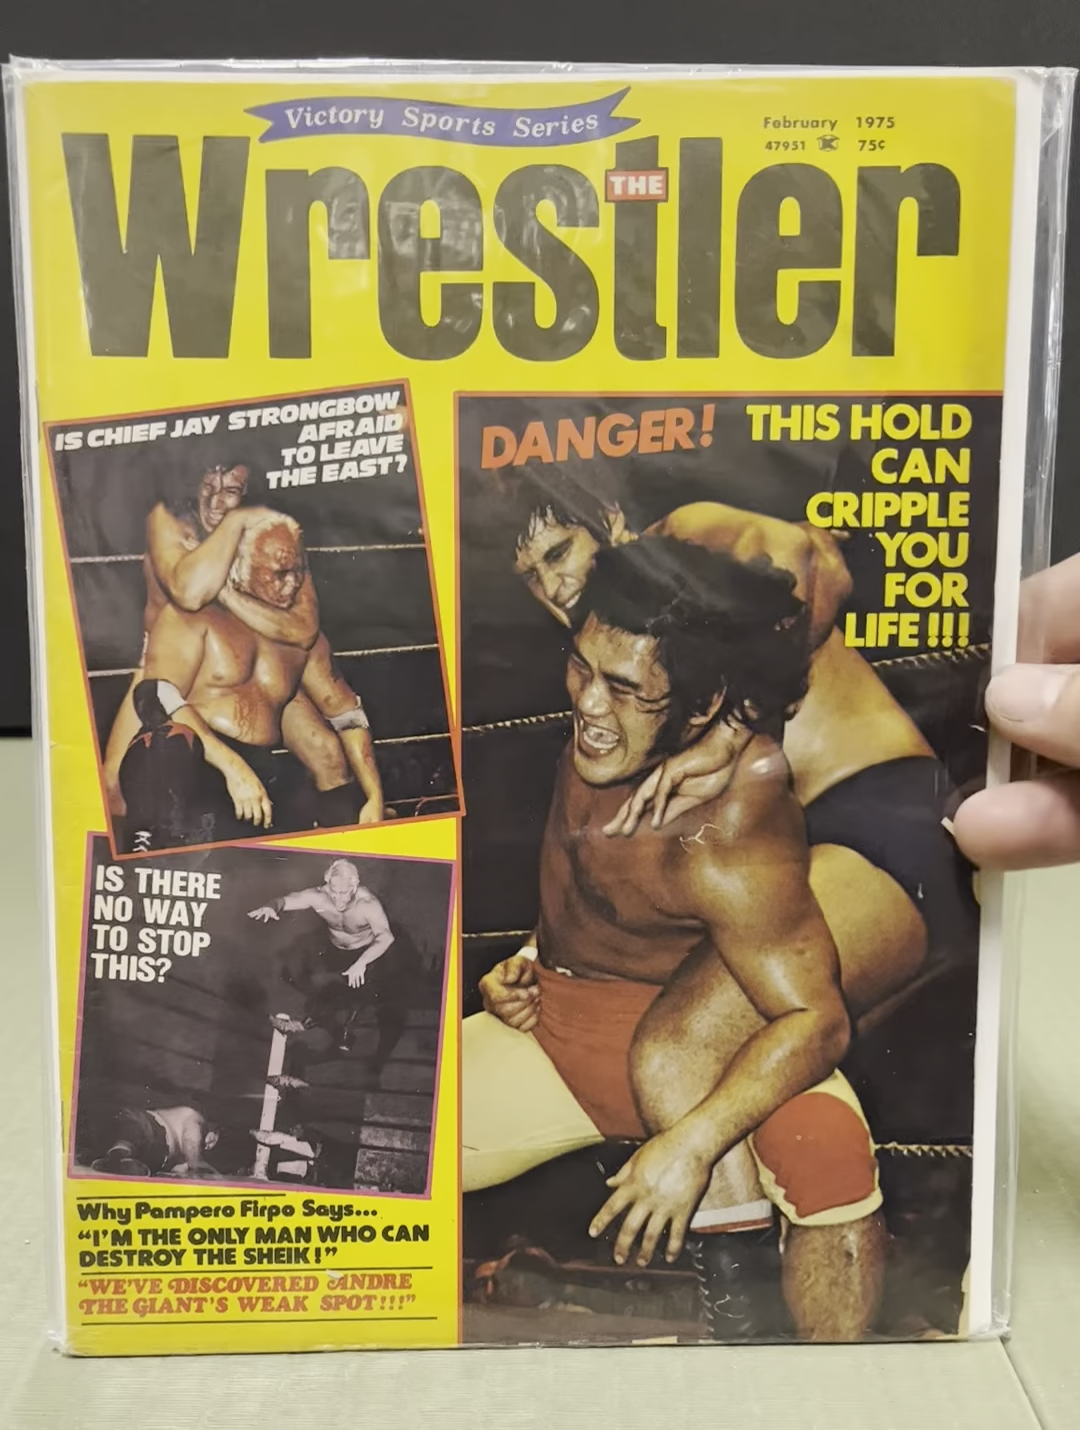 Victory Sports Series
February 1975
47951 K 75¢
THE
Wrestler
IS CHIEF JAY STRONGBOW
AFRAID
TO LEAVE
THE EAST?
DANGER!
THIS HOLD
CAN
CRIPPLE
YOU
FOR
LIFE!!!
IS THERE
NO WAY
TO STOP
THIS?
Why Pampero Firpo Says...
“I'M THE ONLY MAN WHO CAN
DESTROY THE SHEIK!”
“WE'VE DISCOVERED ANDRE
THE GIANT'S WEAK SPOT!!!”